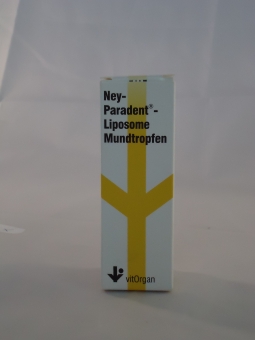 Ney-
Paradent®-
Liposome
Mundtropfen
vitOrgan